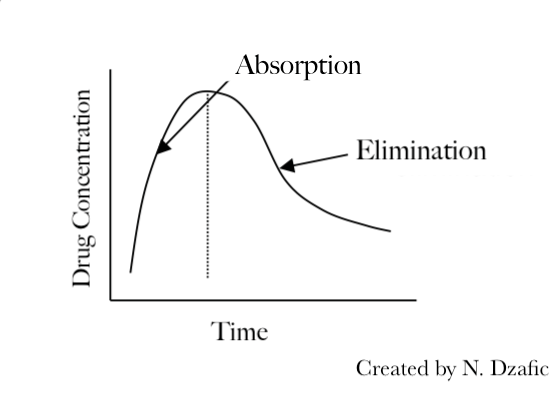 Absorption
Elimination
Drug Concentration
Time
Created by N. Dzafic